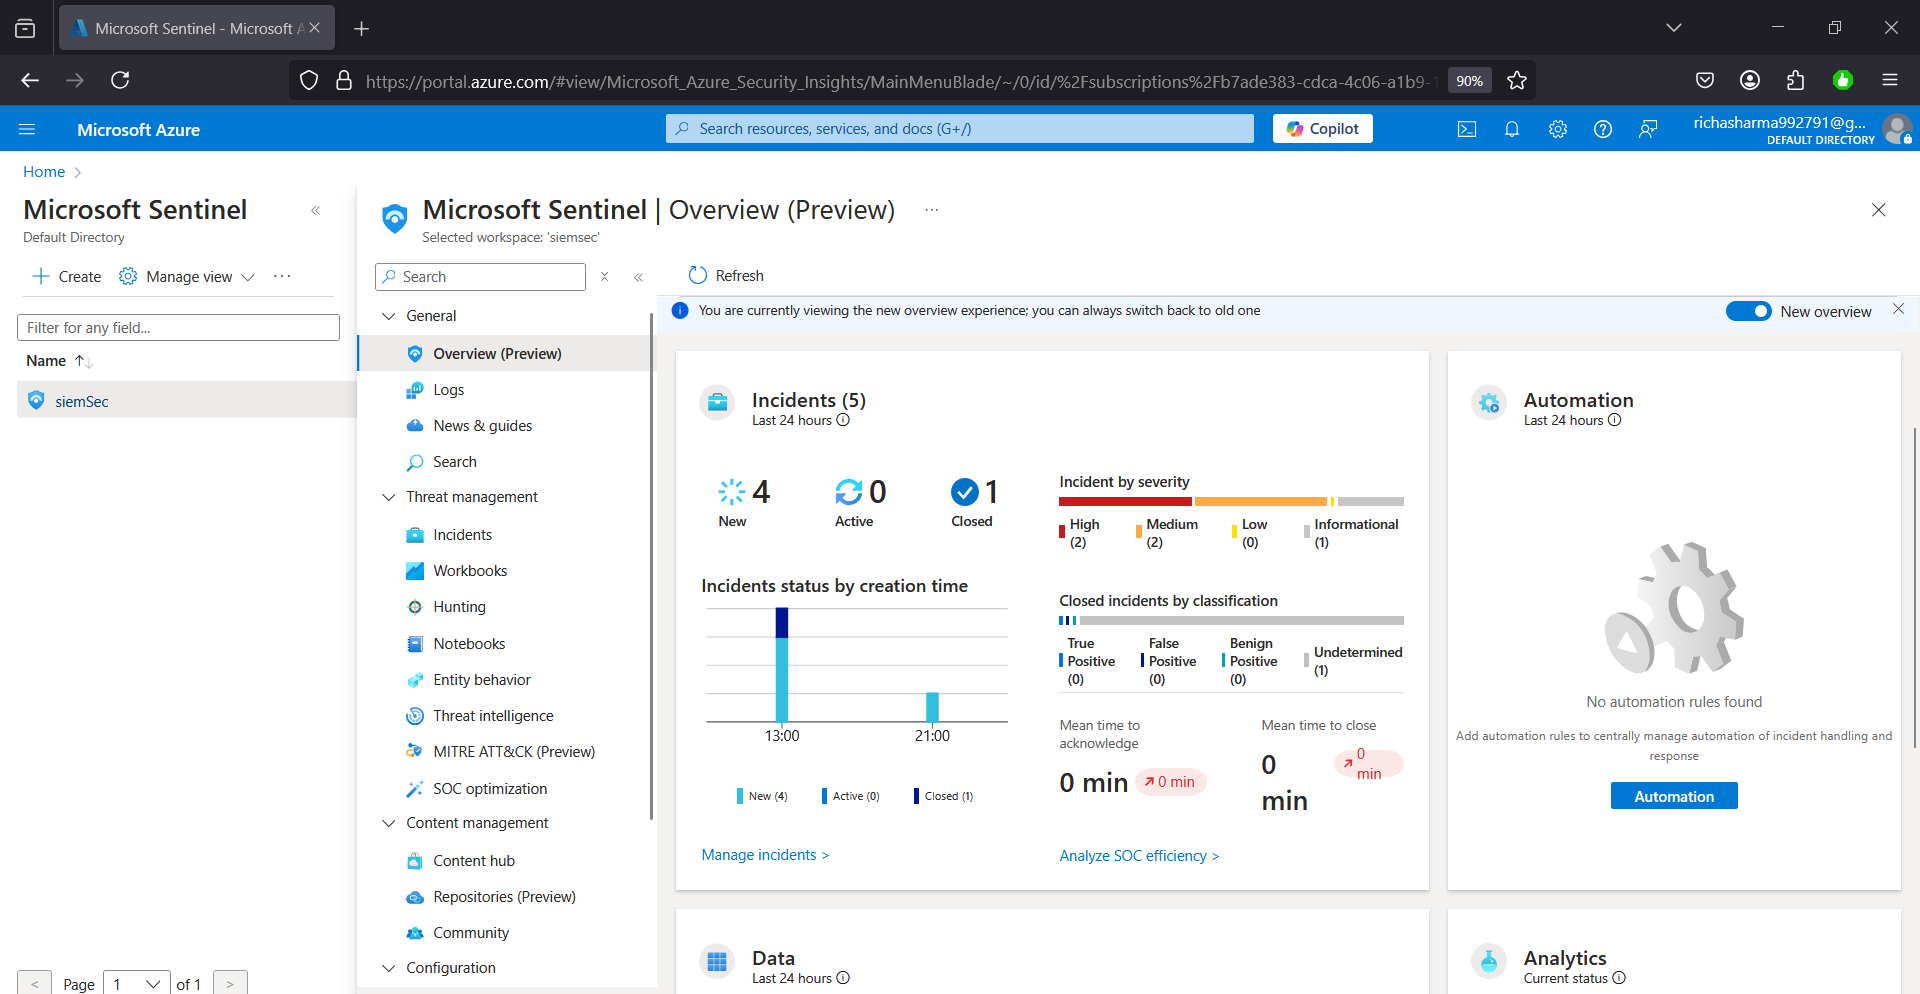 Microsoft Sentinel - Microsoft A
https://portal.azure.com/#view/Microsoft_Azure_Security_Insights/MainMenuBlade/~/0/id/%2Fsubscriptions%2Fb7ade383-cdca-4c06-a1b9-1
90%
Microsoft Azure
Search resources, services, and docs (G+/)
Copilot
richasharma992791@g...
DEFAULT DIRECTORY
Home
Microsoft Sentinel
Default Directory
Create
Manage view
Filter for any field...
Name
siemSec
Page 1 of 1
Microsoft Sentinel | Overview (Preview)
Selected workspace: 'siemsec'
Search
General
Overview (Preview)
Logs
News & guides
Search
Threat management
Incidents
Workbooks
Hunting
Notebooks
Entity behavior
Threat intelligence
MITRE ATT&CK (Preview)
SOC optimization
Content management
Content hub
Repositories (Preview)
Community
Configuration
Refresh
You are currently viewing the new overview experience; you can always switch back to old one
New overview
Incidents (5)
Last 24 hours
4
New
0
Active
1
Closed
Incidents status by creation time
13:00
21:00
New (4)
Active (0)
Closed (1)
Manage incidents >
Incident by severity
High (2)
Medium (2)
Low (0)
Informational (1)
Closed incidents by classification
True Positive (0)
False Positive (0)
Benign Positive (0)
Undetermined (1)
Mean time to acknowledge
0 min
0 min
Mean time to close
0 min
0 min
Analyze SOC efficiency >
Automation
Last 24 hours
No automation rules found
Add automation rules to centrally manage automation of incident handling and
response
Automation
Data
Last 24 hours
Analytics
Current status